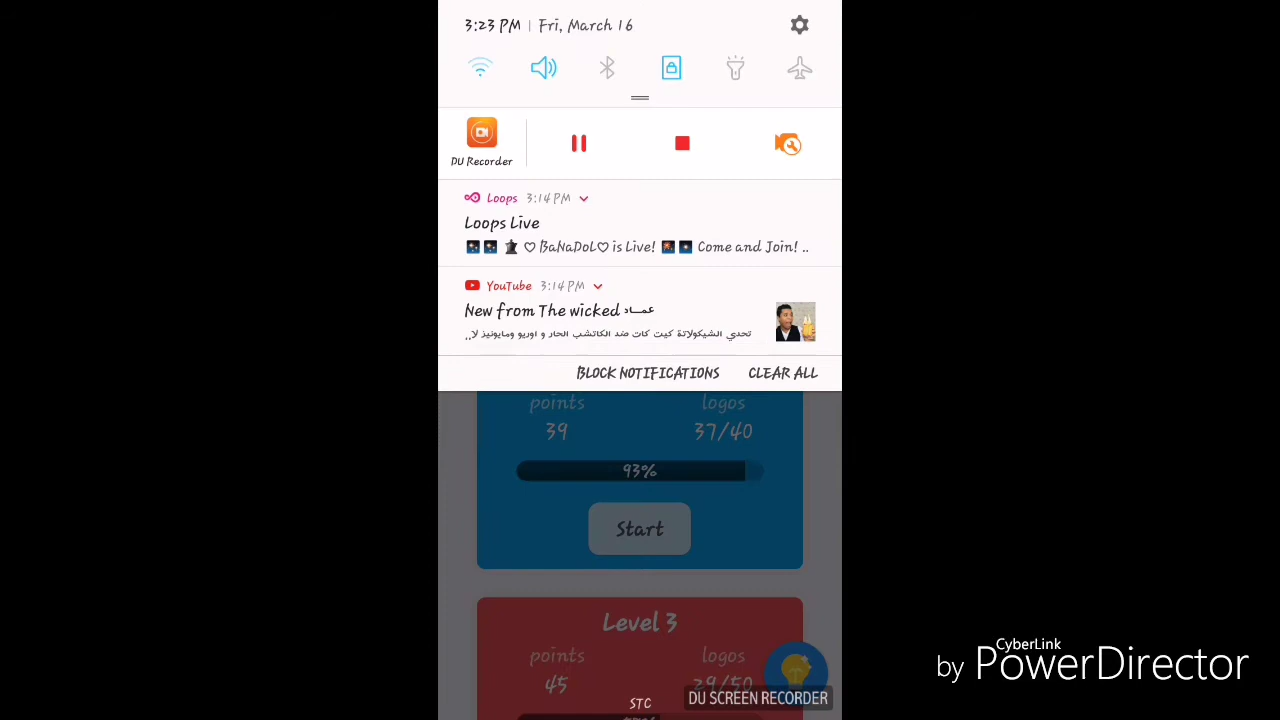 3:23 PM | Fri, March 16
DU Recorder
Loops 3:14 PM
Loops Live
♡ BaNaDoL♡ is Live! Come and Join! ..
YouTube 3:14 PM
New from The wicked عماد
تحدي الشيكولاتة كيت كات ضد الكاتشب الحار و اوريو ومايونيز لا..
BLOCK NOTIFICATIONS CLEAR ALL
points logos
39 37/40
93%
Start
Level 3
points logos
45 29/50
STC
DU SCREEN RECORDER
CyberLink
by PowerDirector